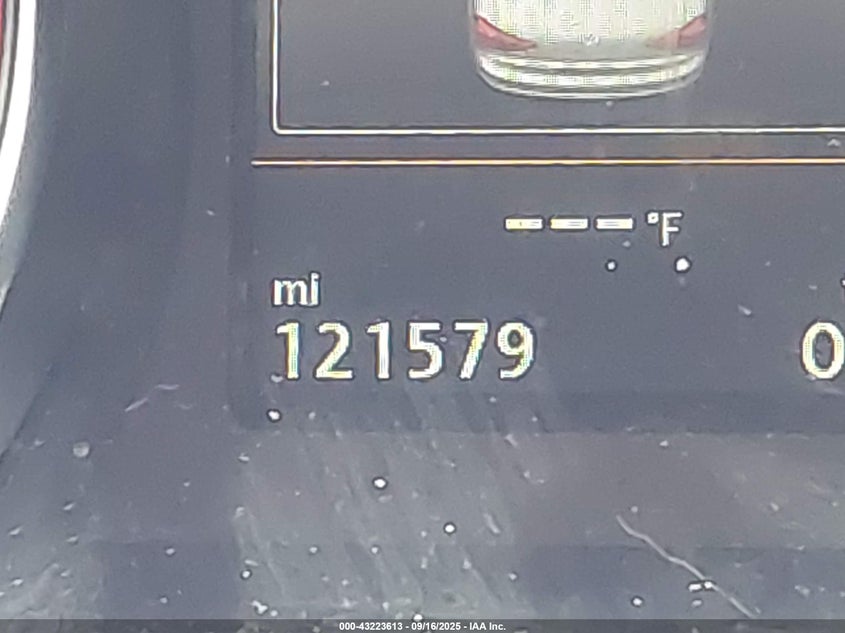 --- °F
mi
121579 0
000-43223613 - 09/16/2025 - IAA Inc.